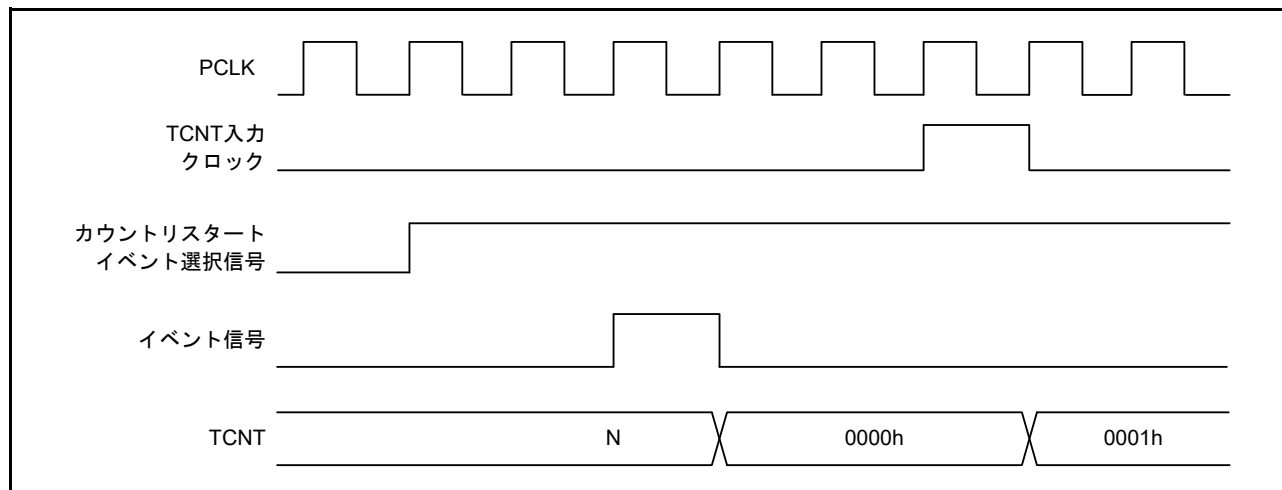 PCLK
TCNT入力
クロック
カウントリスタート
イベント選択信号
イベント信号
TCNT
N
0000h
0001h